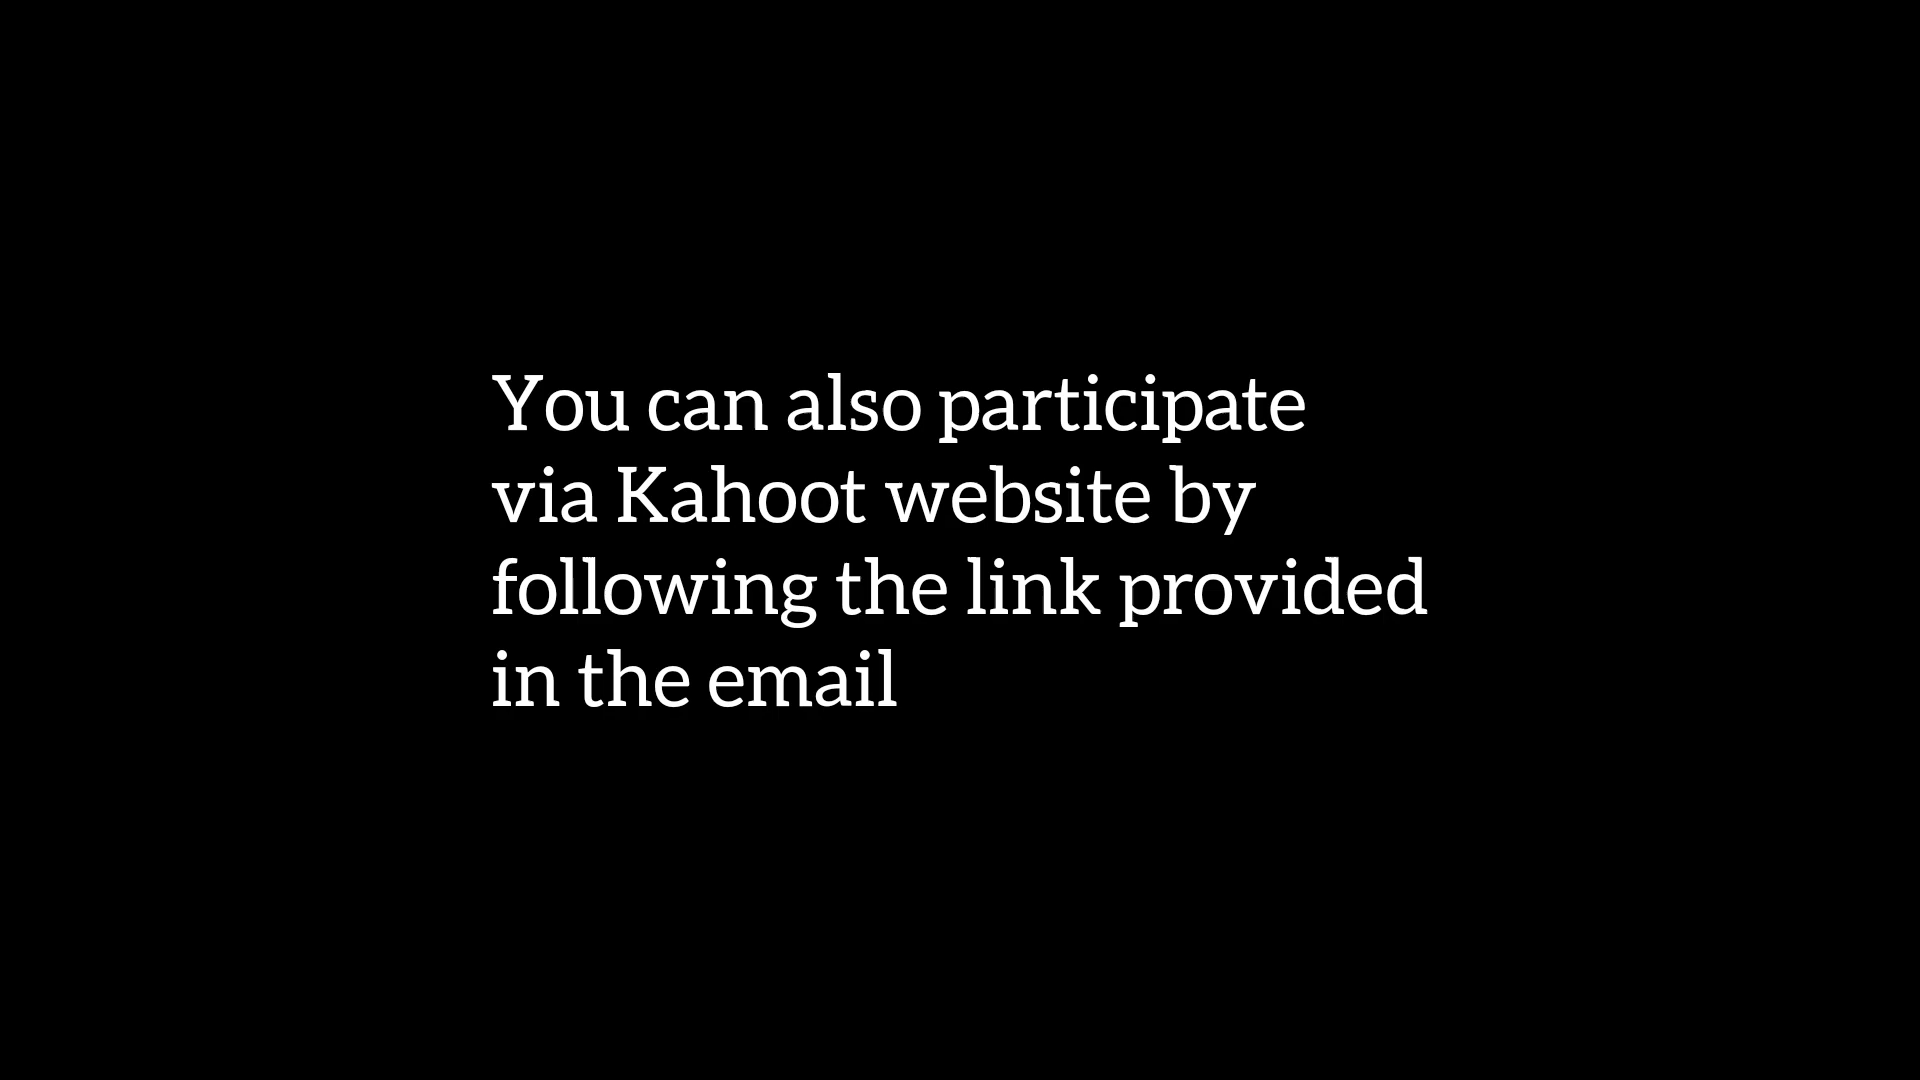 You can also participate
via Kahoot website by
following the link provided
in the email